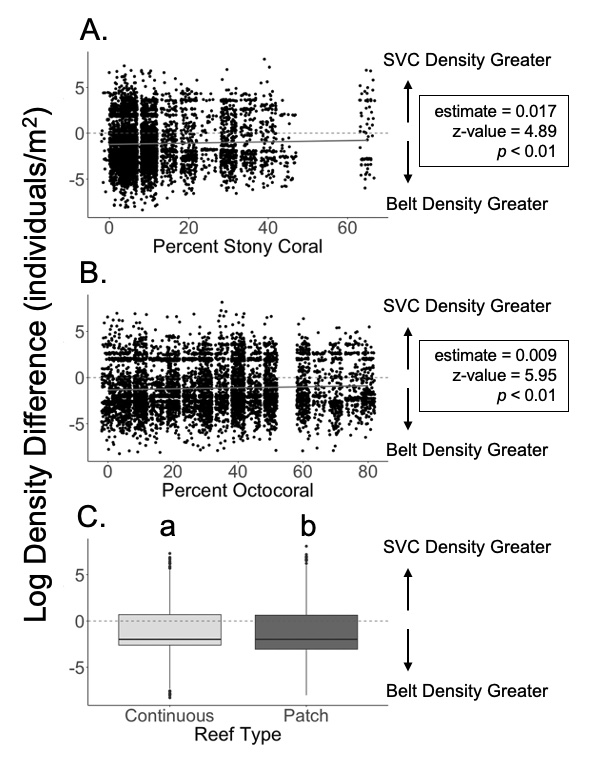 Log Density Difference (individuals/m²)
A.
5
0
-5
0 20 40 60
Percent Stony Coral
SVC Density Greater
estimate = 0.017
z-value = 4.89
p < 0.01
Belt Density Greater
B.
5
0
-5
0 20 40 60 80
Percent Octocoral
SVC Density Greater
estimate = 0.009
z-value = 5.95
p < 0.01
Belt Density Greater
C.
a b
5
0
-5
Continuous Patch
Reef Type
SVC Density Greater
Belt Density Greater